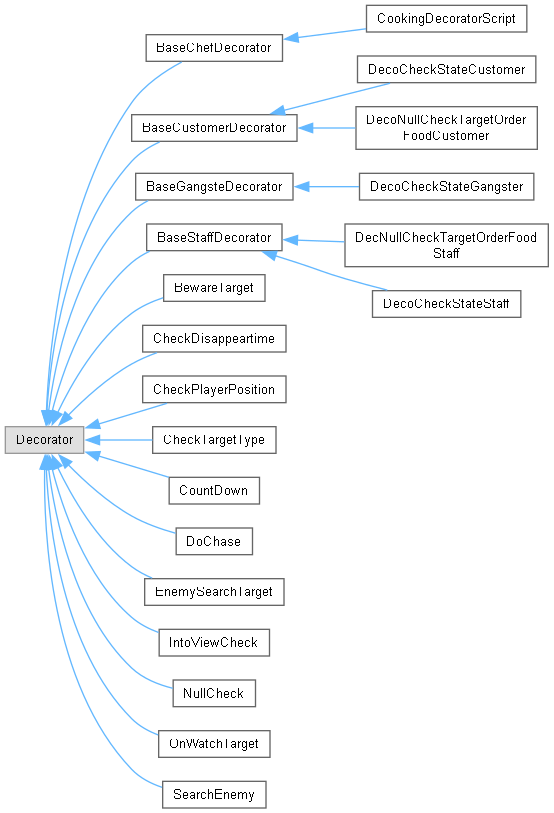 CookingDecoratorScript
BaseChefDecorator
DecoCheckStateCustomer
DecoNullCheckTargetOrder
FoodCustomer
BaseCustomerDecorator
BaseGangsteDecorator
DecoCheckStateGangster
BaseStaffDecorator
DecNullCheckTargetOrderFood
Staff
DecoCheckStateStaff
BewareTarget
CheckDisappeartime
CheckPlayerPosition
Decorator
CheckTargetType
CountDown
DoChase
EnemySearchTarget
IntoViewCheck
NullCheck
OnWatchTarget
SearchEnemy